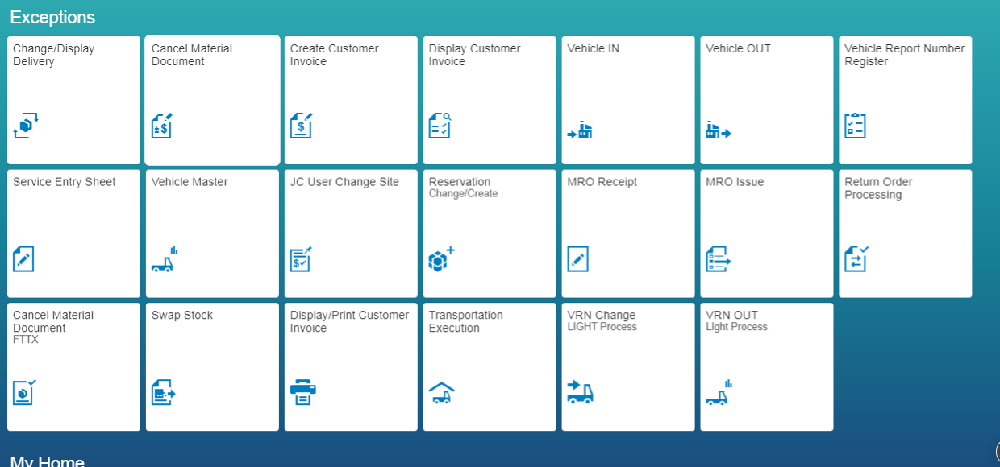 Exceptions
Change/Display
Delivery
Cancel Material
Document
Create Customer
Invoice
Display Customer
Invoice
Vehicle IN
Vehicle OUT
Vehicle Report Number
Register
Service Entry Sheet
Vehicle Master
JC User Change Site
Reservation
Change/Create
MRO Receipt
MRO Issue
Return Order
Processing
Cancel Material
Document
FTTX
Swap Stock
Display/Print Customer
Invoice
Transportation
Execution
VRN Change
LIGHT Process
VRN OUT
Light Process
My Home